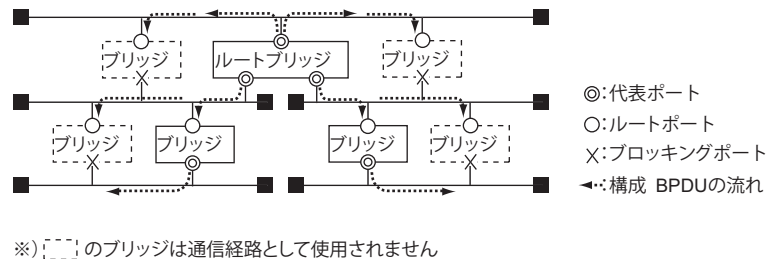 ブリッジ
ルートブリッジ
ブリッジ
ブリッジ
ブリッジ
ブリッジ
ブリッジ
◎:代表ポート
○:ルートポート
×:ブロッキングポート
◄‥:構成 BPDUの流れ
※) のブリッジは通信経路として使用されません